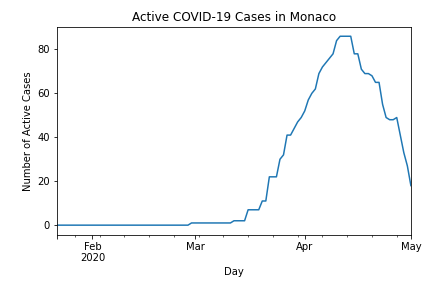 Active COVID-19 Cases in Monaco
Number of Active Cases
80
60
40
20
0
Feb
2020
Mar
Apr
May
Day